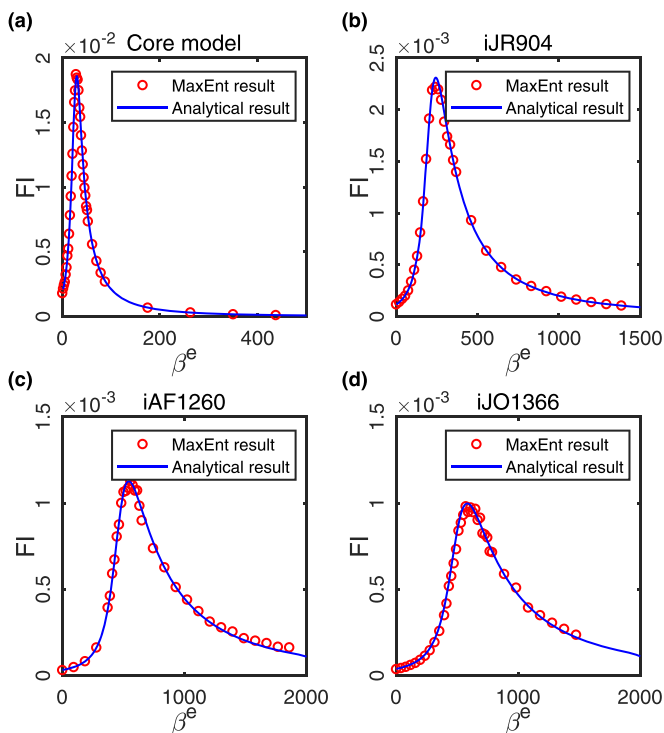 (a)
×10⁻²
Core model
MaxEnt result
Analytical result
FI
2
1.5
1
0.5
0
0
200
400
βᵉ
(b)
×10⁻³
iJR904
MaxEnt result
Analytical result
FI
2.5
2
1.5
1
0.5
0
0
500
1000
1500
βᵉ
(c)
×10⁻³
iAF1260
MaxEnt result
Analytical result
FI
1.5
1
0.5
0
0
1000
2000
βᵉ
(d)
×10⁻³
iJO1366
MaxEnt result
Analytical result
FI
1.5
1
0.5
0
0
1000
2000
βᵉ